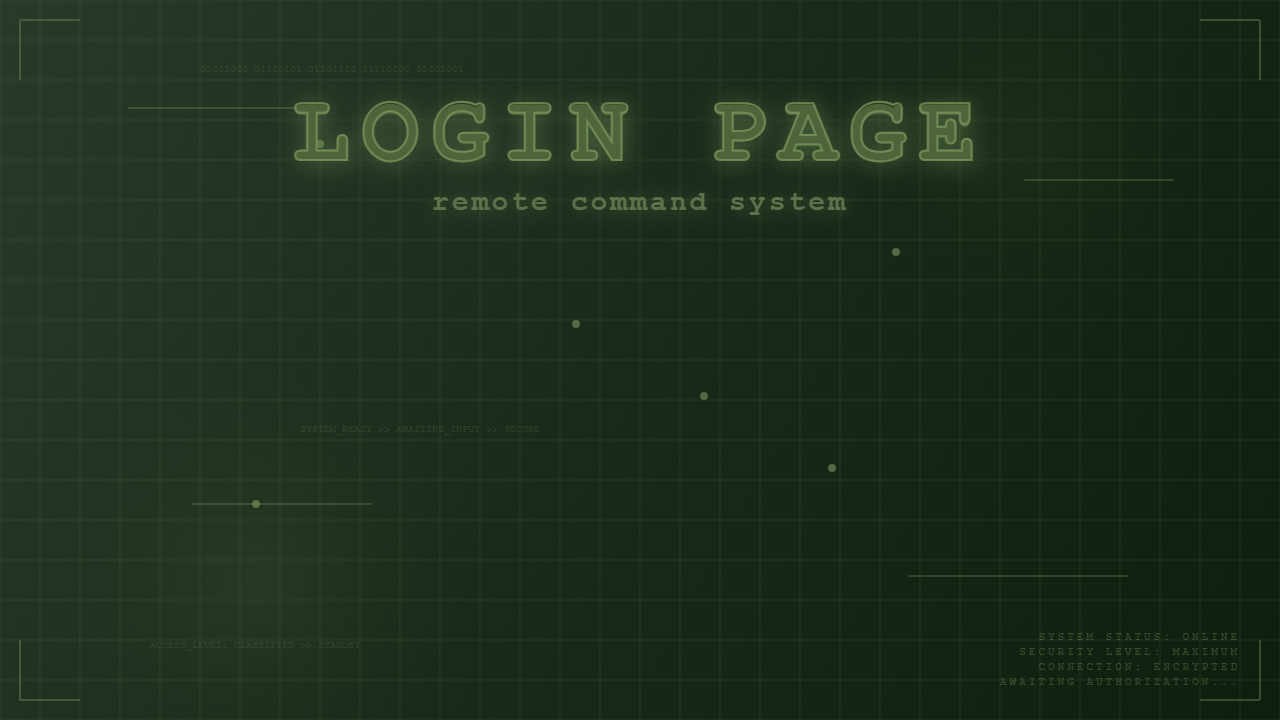 01001000 01100101 01101100 01110000 01001001
LOGIN PAGE
remote command system
SYSTEM_READY >> AWAITING_INPUT >> SECURE
ACCESS_LEVEL: CLASSIFIED >> STANDBY
SYSTEM STATUS: ONLINE
SECURITY LEVEL: MAXIMUM
CONNECTION: ENCRYPTED
AWAITING AUTHORIZATION...